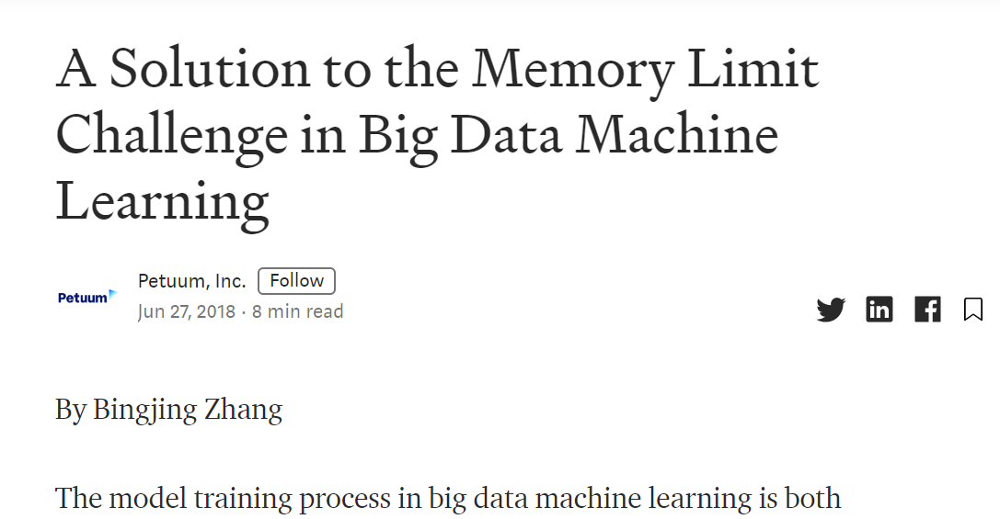 A Solution to the Memory Limit
Challenge in Big Data Machine
Learning
Petuum
Petuum, Inc. Follow
Jun 27, 2018 · 8 min read
in
f
By Bingjing Zhang
The model training process in big data machine learning is both